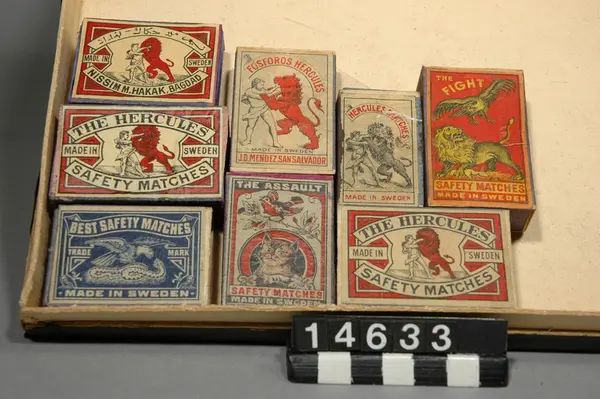 MADE IN SWEDEN
NISSIM M. HAKAK. BAGDAD
THE HERCULES
MADE IN SWEDEN
SAFETY MATCHES
BEST SAFETY MATCHES
TRADE MARK
MADE IN SWEDEN
FÓSFOROS HERCULES
MADE IN SWEDEN
J.D. MENDEZ SAN SALVADOR
THE ASSAULT
SAFETY MATCHES
MADE IN SWEDEN
HERCULES MATCHES
MADE IN SWEDEN
THE FIGHT
SAFETY MATCHES
MADE IN SWEDEN
THE HERCULES
MADE IN SWEDEN
SAFETY MATCHES
14633